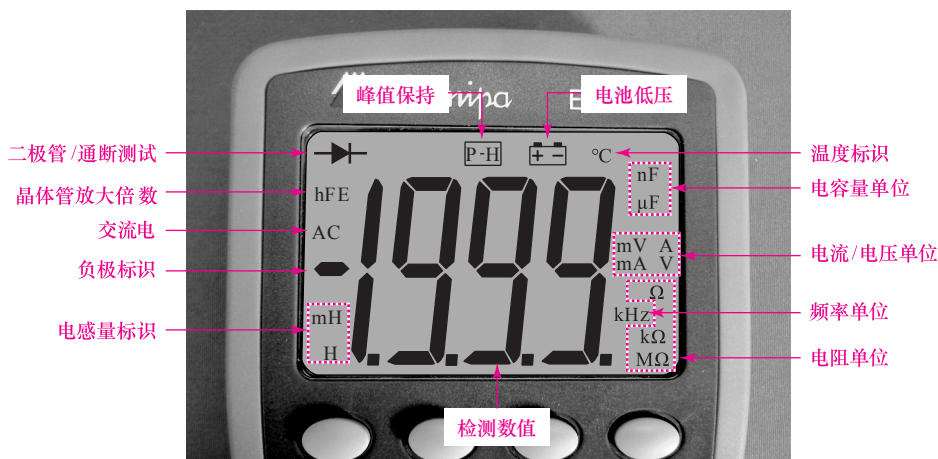 峰值保持
电池低压
二极管/通断测试
P-H
+ −
℃
温度标识
晶体管放大倍数
hFE
nF
μF
电容量单位
交流电
AC
mV A
mA V
电流/电压单位
负极标识
1999
电感量标识
mH
H
Ω
kHz
频率单位
kΩ
MΩ
电阻单位
检测数值